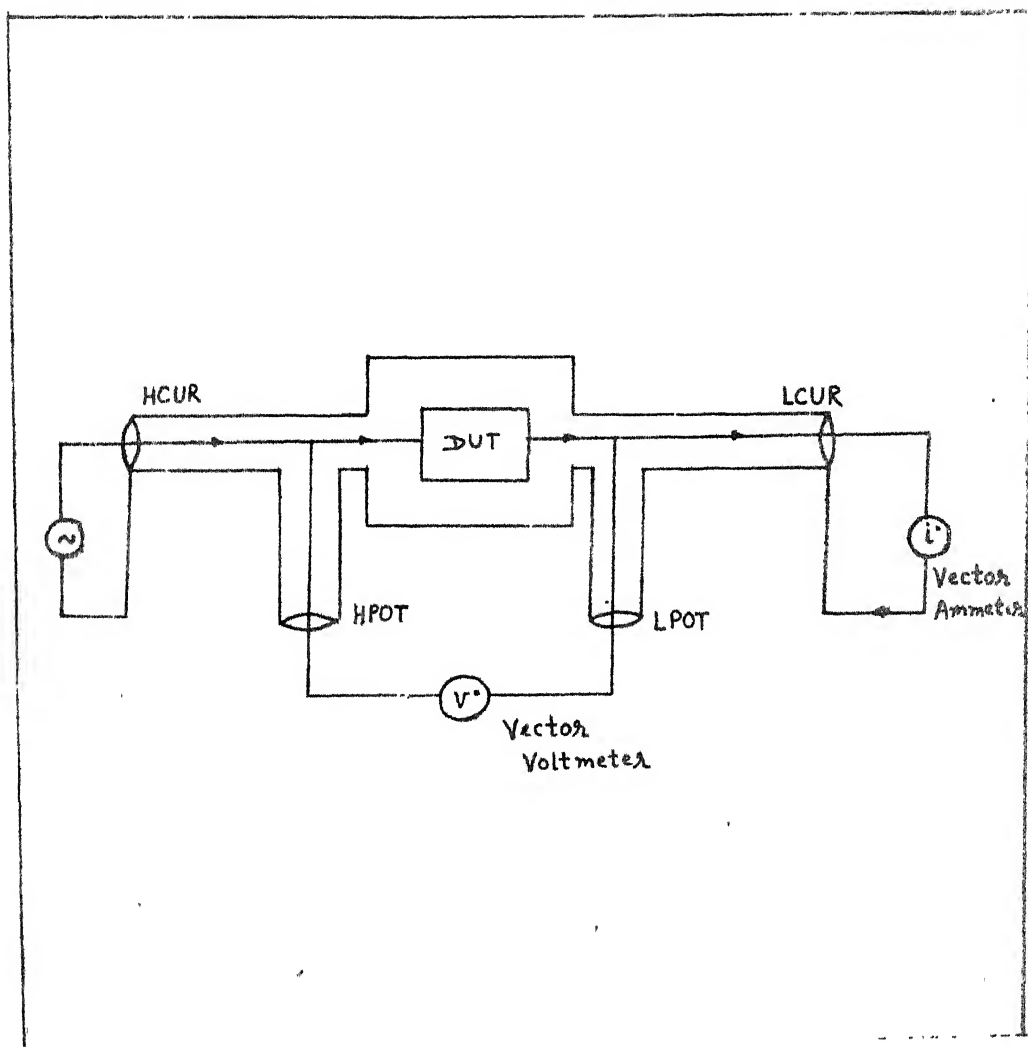 HCUR
LCUR
DUT
~
i
Vector
Ammeter
HPOT
LPOT
V
Vector
Voltmeter